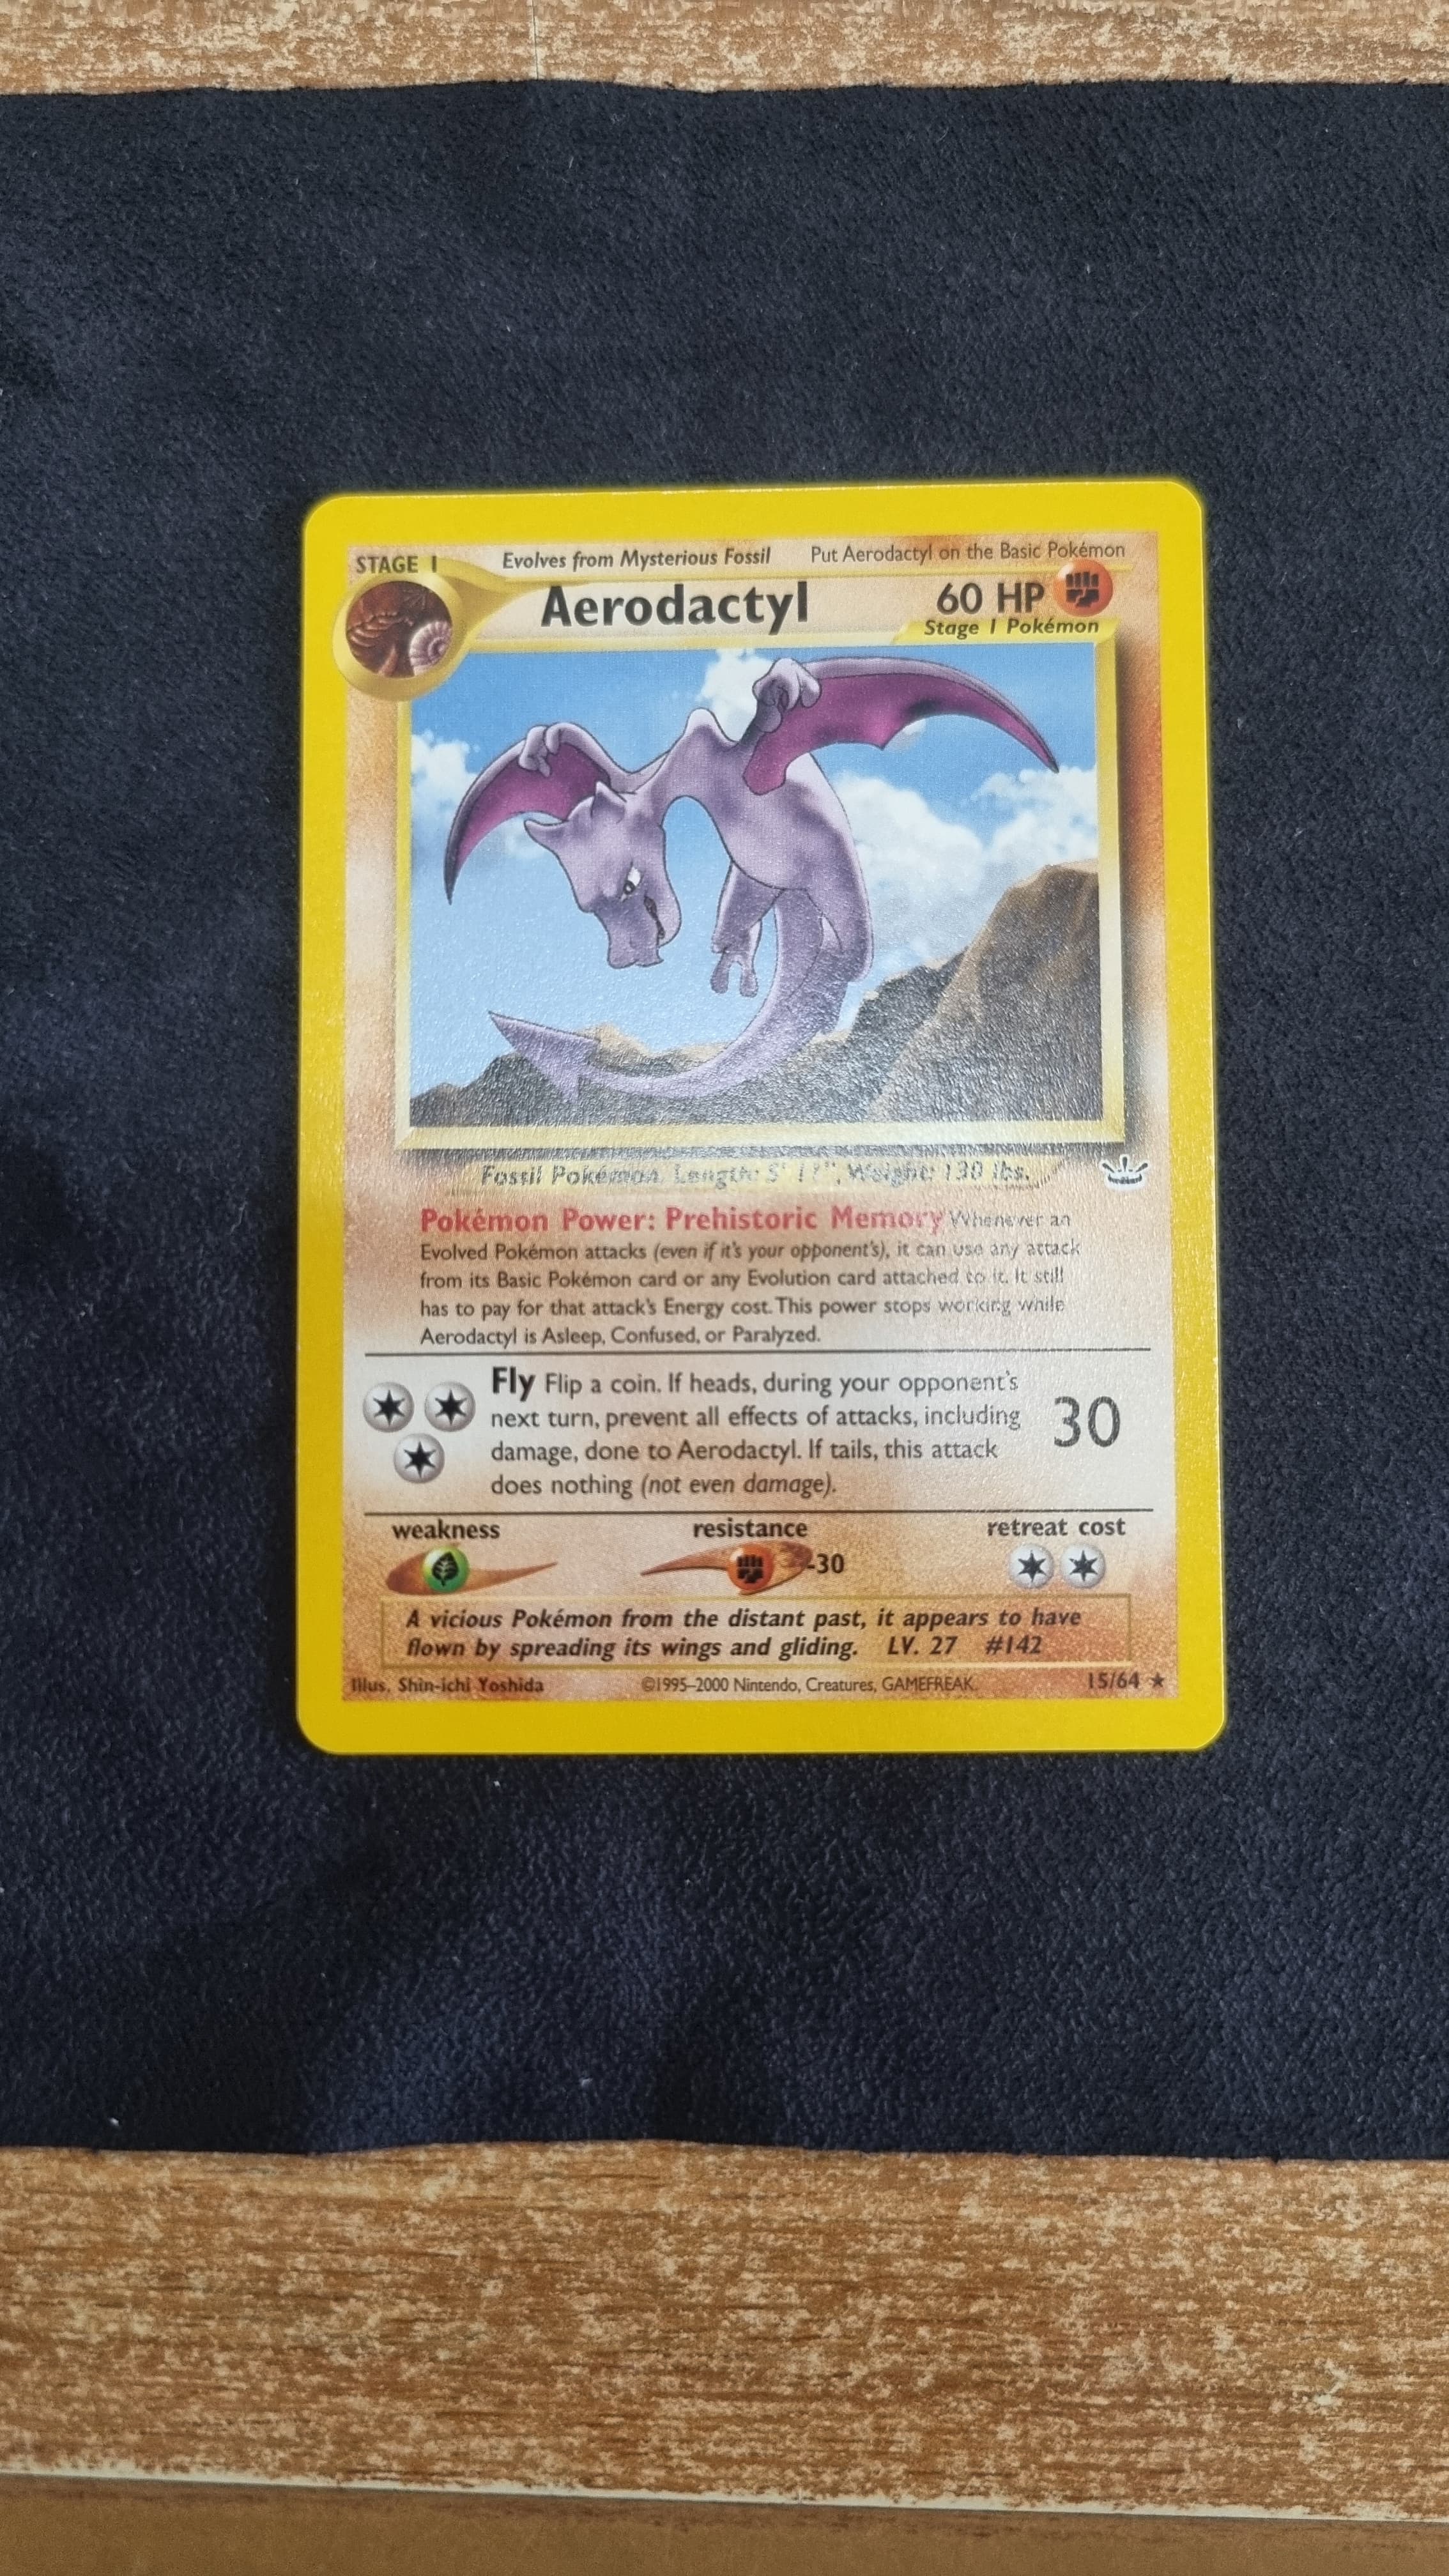 STAGE 1
Evolves from Mysterious Fossil Put Aerodactyl on the Basic Pokémon
Aerodactyl 60 HP
Stage 1 Pokémon
Fossil Pokémon, Length: 5' 11", Weight: 130 lbs.
Pokémon Power: Prehistoric Memory Whenever an
Evolved Pokémon attacks (even if it's your opponent's), it can use any attack
from its Basic Pokémon card or any Evolution card attached to it. It still
has to pay for that attack's Energy cost. This power stops working while
Aerodactyl is Asleep, Confused, or Paralyzed.
Fly Flip a coin. If heads, during your opponent's
next turn, prevent all effects of attacks, including
damage, done to Aerodactyl. If tails, this attack
does nothing (not even damage).
30
weakness resistance retreat cost
-30
A vicious Pokémon from the distant past, it appears to have
flown by spreading its wings and gliding. LV. 27 #142
Illus. Shin-ichi Yoshida ©1995–2000 Nintendo, Creatures, GAMEFREAK. 15/64 ★